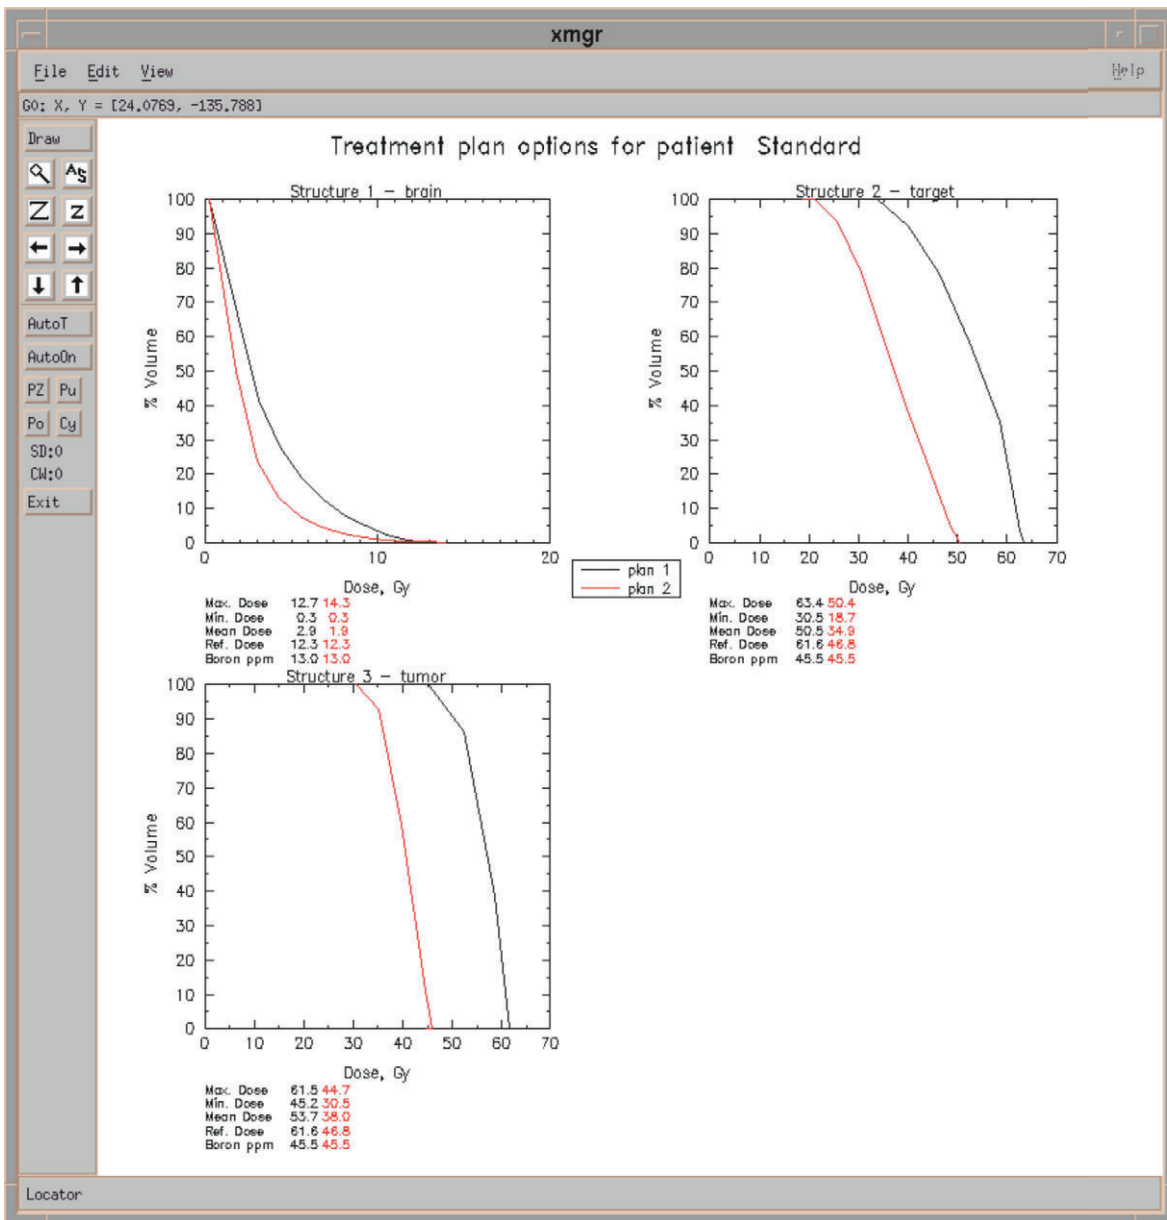 xmgr
File Edit View Help
G0: X, Y = [24.0769, -135.788]
Draw
AS
Z z
AutoT
AutoOn
PZ Pu
Po Cy
SD:0
CW:0
Exit
Treatment plan options for patient Standard
Structure 1 – brain
100
90
80
70
60
50
40
30
20
10
0
% Volume
0 10 20
Dose, Gy
Max. Dose 12.7 14.3
Min. Dose 0.3 0.3
Mean Dose 2.9 1.9
Ref. Dose 12.3 12.3
Boron ppm 13.0 13.0
plan 1
plan 2
Structure 2 – target
100
90
80
70
60
50
40
30
20
10
0
% Volume
0 10 20 30 40 50 60 70
Dose, Gy
Max. Dose 63.4 50.4
Min. Dose 30.5 18.7
Mean Dose 50.5 34.9
Ref. Dose 61.6 46.8
Boron ppm 45.5 45.5
Structure 3 – tumor
100
90
80
70
60
50
40
30
20
10
0
% Volume
0 10 20 30 40 50 60 70
Dose, Gy
Max. Dose 61.5 44.7
Min. Dose 45.2 30.5
Mean Dose 53.7 38.0
Ref. Dose 61.6 46.8
Boron ppm 45.5 45.5
Locator